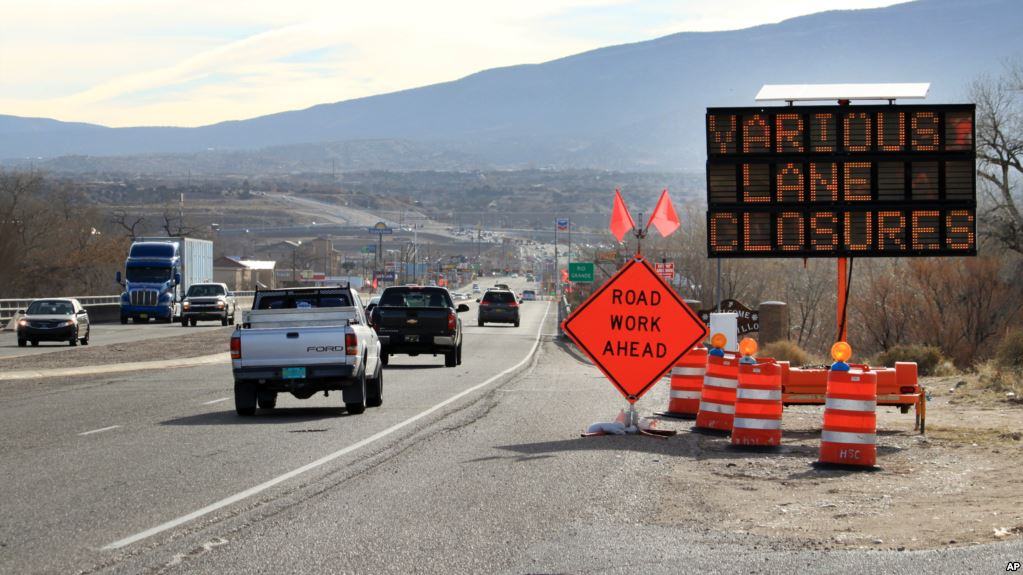 VARIOUS
LANE
CLOSURES
ROAD
WORK
AHEAD
RIO
GRANDE
FORD
HSC
AP